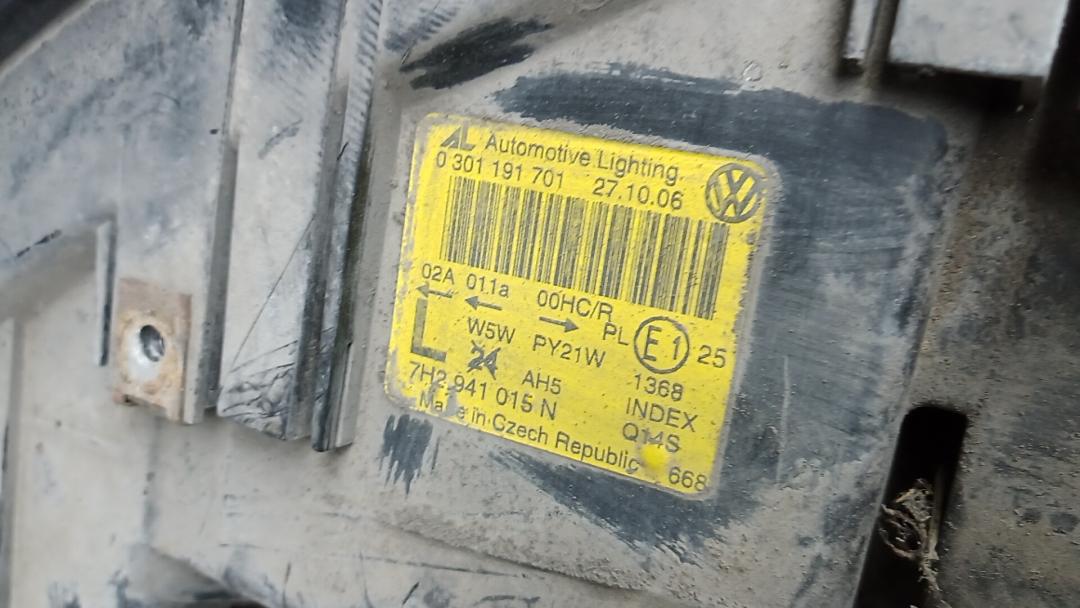 AL Automotive Lighting
0 301 191 701 27.10.06
02A 01.1a 00HC/R PL E1 25
W5W PY21W 1368
L 24 AH5 INDEX
7H2 941 015 N Q14S
Made in Czech Republic 668